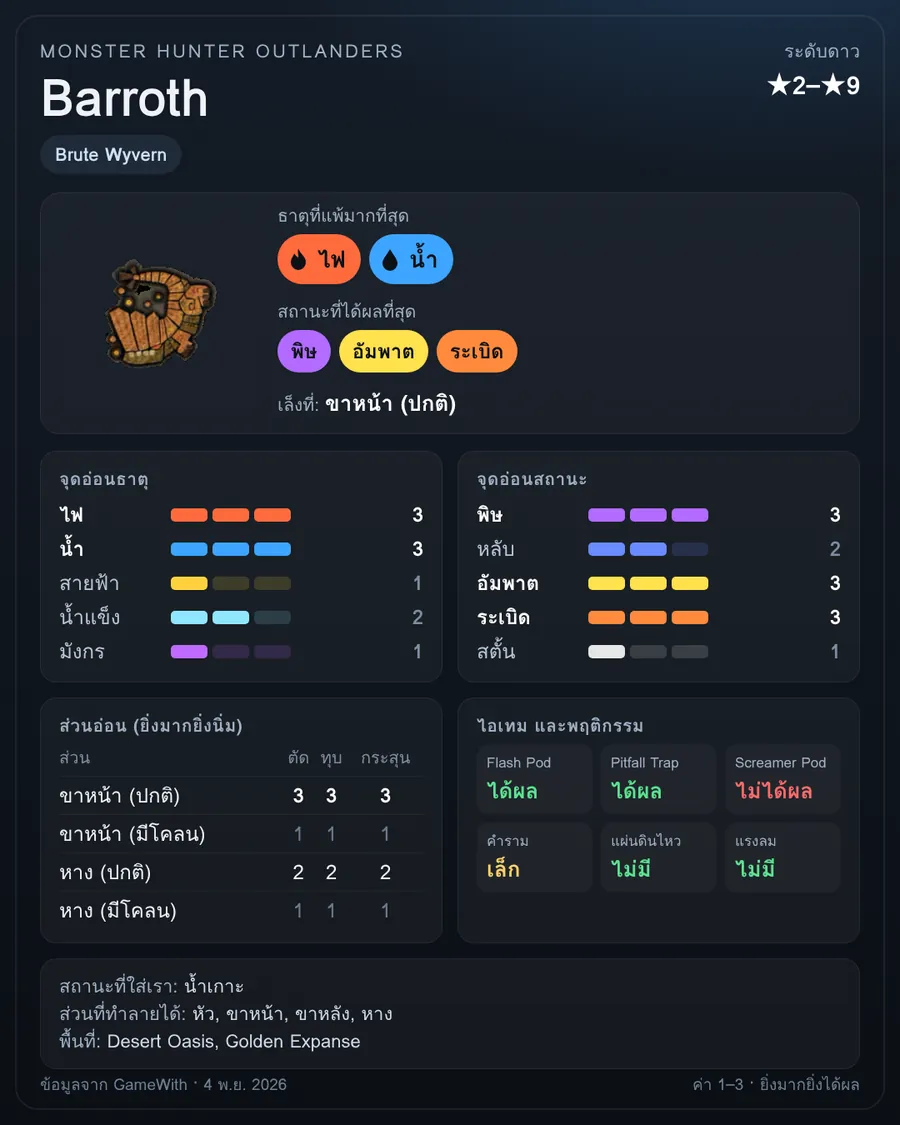 MONSTER HUNTER OUTLANDERS
ระดับดาว
Barroth
★2–★9
Brute Wyvern
ธาตุที่แพ้มากที่สุด
ไฟ น้ำ
สถานะที่ได้ผลที่สุด
พิษ อัมพาต ระเบิด
เล็งที่: ขาหน้า (ปกติ)
จุดอ่อนธาตุ
ไฟ 3
น้ำ 3
สายฟ้า 1
น้ำแข็ง 2
มังกร 1
จุดอ่อนสถานะ
พิษ 3
หลับ 2
อัมพาต 3
ระเบิด 3
สตั้น 1
ส่วนอ่อน (ยิ่งมากยิ่งนิ่ม)
ส่วน ตัด ทุบ กระสุน
ขาหน้า (ปกติ) 3 3 3
ขาหน้า (มีโคลน) 1 1 1
หาง (ปกติ) 2 2 2
หาง (มีโคลน) 1 1 1
ไอเทม และพฤติกรรม
Flash Pod Pitfall Trap Screamer Pod
ได้ผล ได้ผล ไม่ได้ผล
คำราม แผ่นดินไหว แรงลม
เล็ก ไม่มี ไม่มี
สถานะที่ใส่เรา: น้ำเกาะ
ส่วนที่ทำลายได้: หัว, ขาหน้า, ขาหลัง, หาง
พื้นที่: Desert Oasis, Golden Expanse
ข้อมูลจาก GameWith · 4 พ.ย. 2026
ค่า 1–3 · ยิ่งมากยิ่งได้ผล